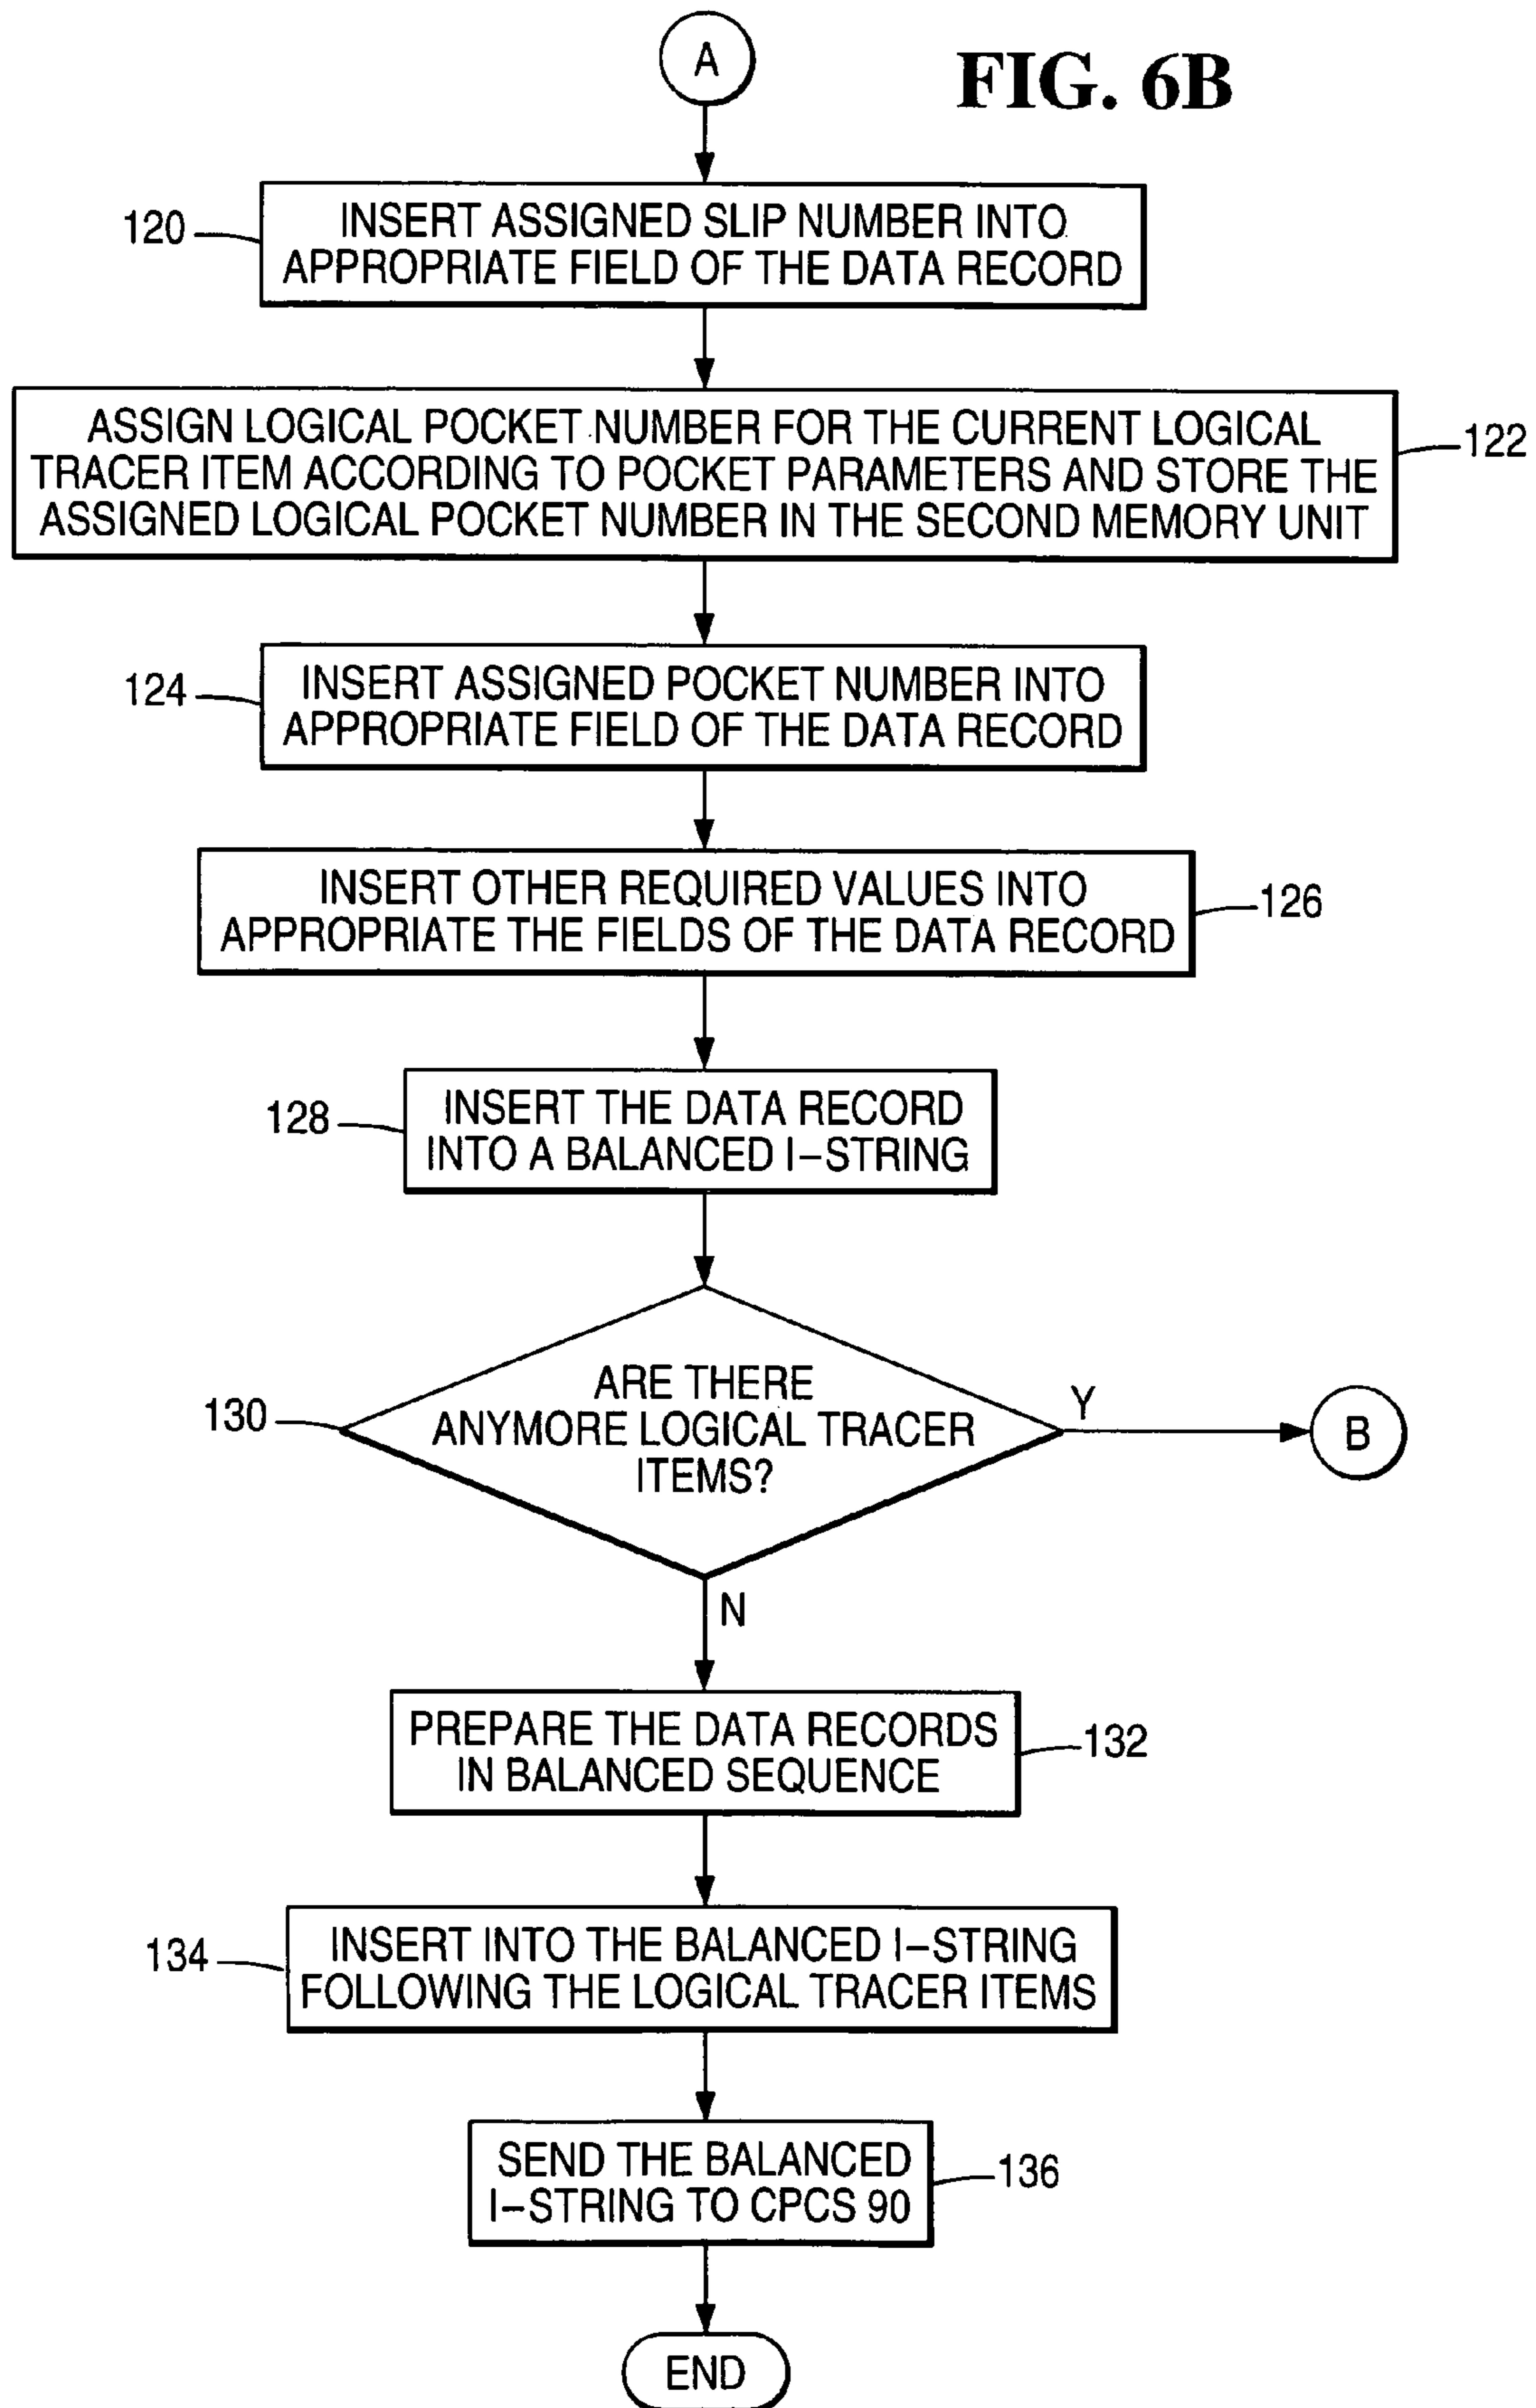 A
FIG. 6B
120
INSERT ASSIGNED SLIP NUMBER INTO
APPROPRIATE FIELD OF THE DATA RECORD
ASSIGN LOGICAL POCKET NUMBER FOR THE CURRENT LOGICAL
TRACER ITEM ACCORDING TO POCKET PARAMETERS AND STORE THE
ASSIGNED LOGICAL POCKET NUMBER IN THE SECOND MEMORY UNIT
122
124
INSERT ASSIGNED POCKET NUMBER INTO
APPROPRIATE FIELD OF THE DATA RECORD
INSERT OTHER REQUIRED VALUES INTO
APPROPRIATE THE FIELDS OF THE DATA RECORD
126
128
INSERT THE DATA RECORD
INTO A BALANCED I–STRING
130
ARE THERE
ANYMORE LOGICAL TRACER
ITEMS?
Y
B
N
PREPARE THE DATA RECORDS
IN BALANCED SEQUENCE
132
134
INSERT INTO THE BALANCED I–STRING
FOLLOWING THE LOGICAL TRACER ITEMS
SEND THE BALANCED
I–STRING TO CPCS 90
136
END